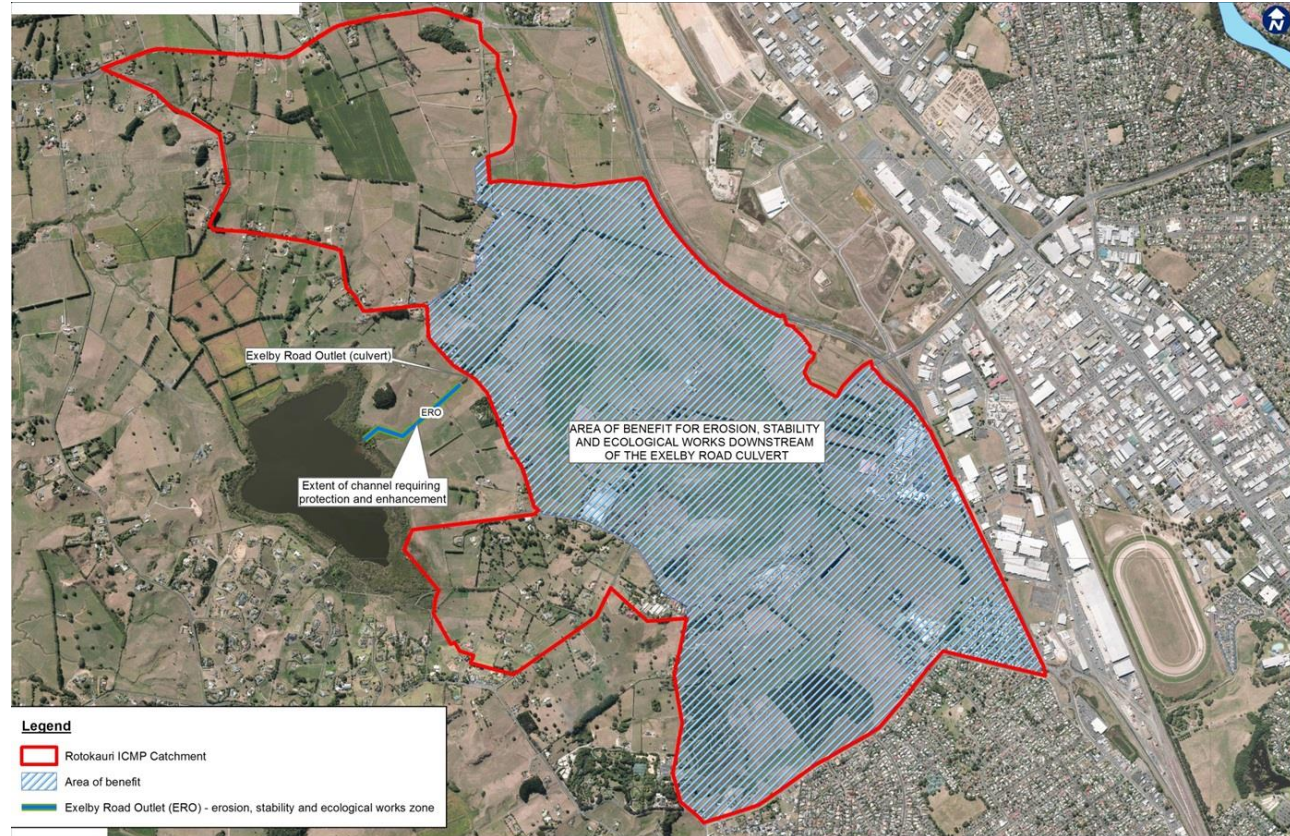 N
Exelby Road Outlet (culvert)
ERO
AREA OF BENEFIT FOR EROSION, STABILITY
AND ECOLOGICAL WORKS DOWNSTREAM
OF THE EXELBY ROAD CULVERT
Extent of channel requiring
protection and enhancement
Legend
Rotokauri ICMP Catchment
Area of benefit
Exelby Road Outlet (ERO) - erosion, stability and ecological works zone